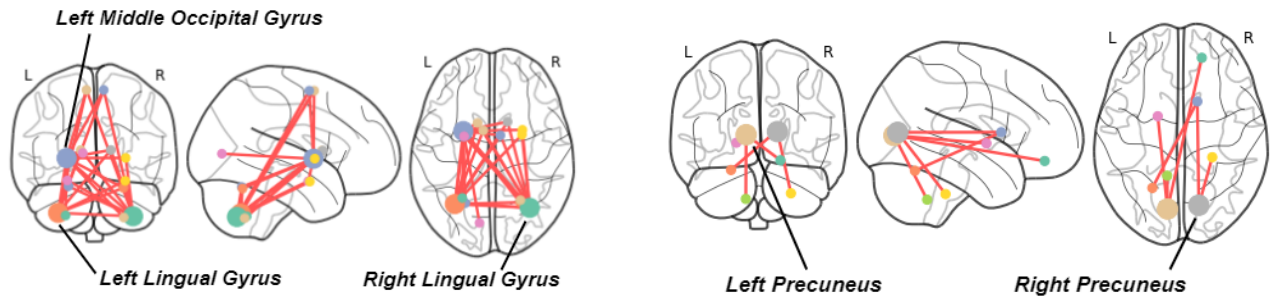 Left Middle Occipital Gyrus
L R
L R
Left Lingual Gyrus
Right Lingual Gyrus
L R
L R
Left Precuneus
Right Precuneus